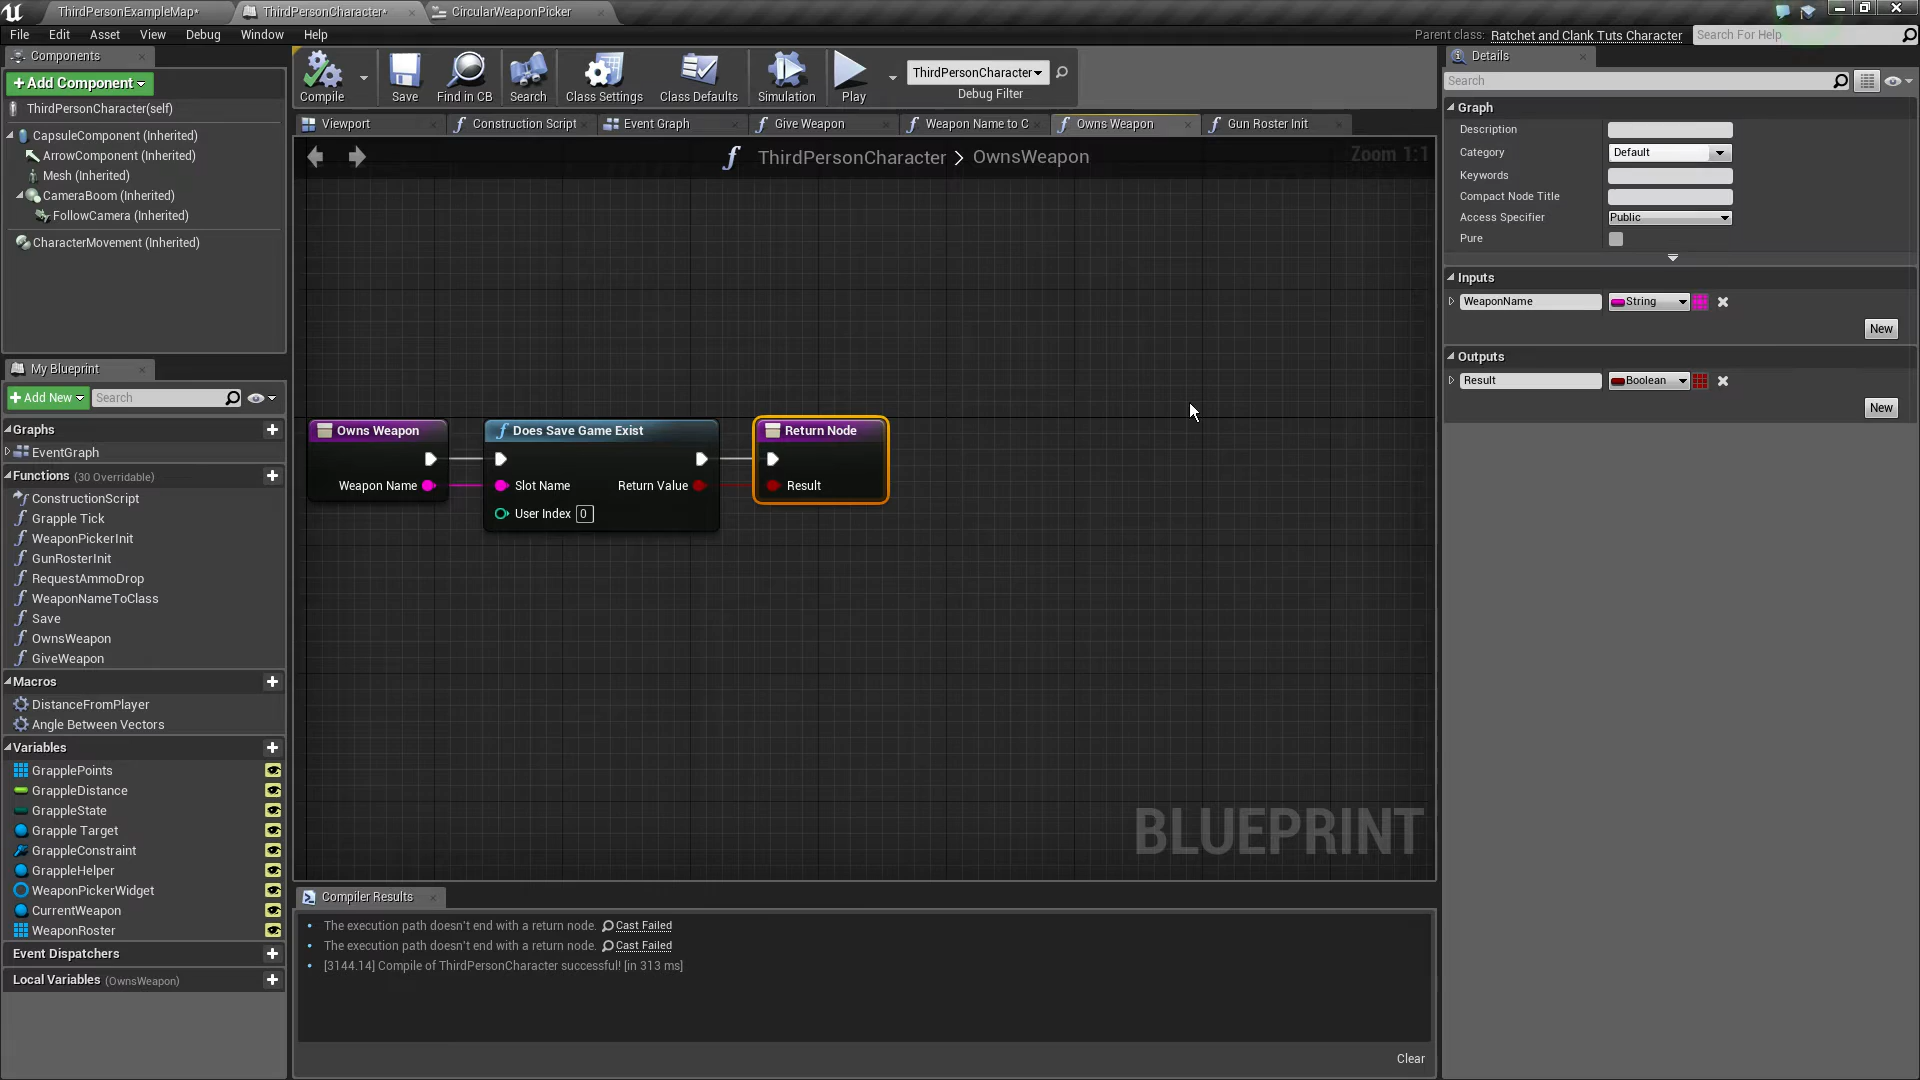 ThirdPersonExampleMap*
ThirdPersonCharacter*
CircularWeaponPicker
File Edit Asset View Debug Window Help
Parent class: Ratchet and Clank Tuts Character
Search For Help
Components
+Add Component
ThirdPersonCharacter(self)
CapsuleComponent (Inherited)
ArrowComponent (Inherited)
Mesh (Inherited)
CameraBoom (Inherited)
FollowCamera (Inherited)
CharacterMovement (Inherited)
My Blueprint
+Add New
Search
Graphs
EventGraph
Functions (30 Overridable)
ConstructionScript
Grapple Tick
WeaponPickerInit
GunRosterInit
RequestAmmoDrop
WeaponNameToClass
Save
OwnsWeapon
GiveWeapon
Macros
DistanceFromPlayer
Angle Between Vectors
Variables
GrapplePoints
GrappleDistance
GrappleState
Grapple Target
GrappleConstraint
GrappleHelper
WeaponPickerWidget
CurrentWeapon
WeaponRoster
Event Dispatchers
Local Variables (OwnsWeapon)
Compile
Save
Find in CB
Search
Class Settings
Class Defaults
Simulation
Play
ThirdPersonCharacter
Debug Filter
Viewport
Construction Script
Event Graph
Give Weapon
Weapon Name to C
Owns Weapon
Gun Roster Init
ThirdPersonCharacter > OwnsWeapon
Zoom 1:1
Owns Weapon
Weapon Name
Does Save Game Exist
Slot Name
Return Value
User Index 0
Return Node
Result
BLUEPRINT
Compiler Results
The execution path doesn't end with a return node. Cast Failed
The execution path doesn't end with a return node. Cast Failed
[3144.14] Compile of ThirdPersonCharacter successful! [in 313 ms]
Clear
Details
Search
Graph
Description
Category Default
Keywords
Compact Node Title
Access Specifier Public
Pure
Inputs
WeaponName String
New
Outputs
Result Boolean
New